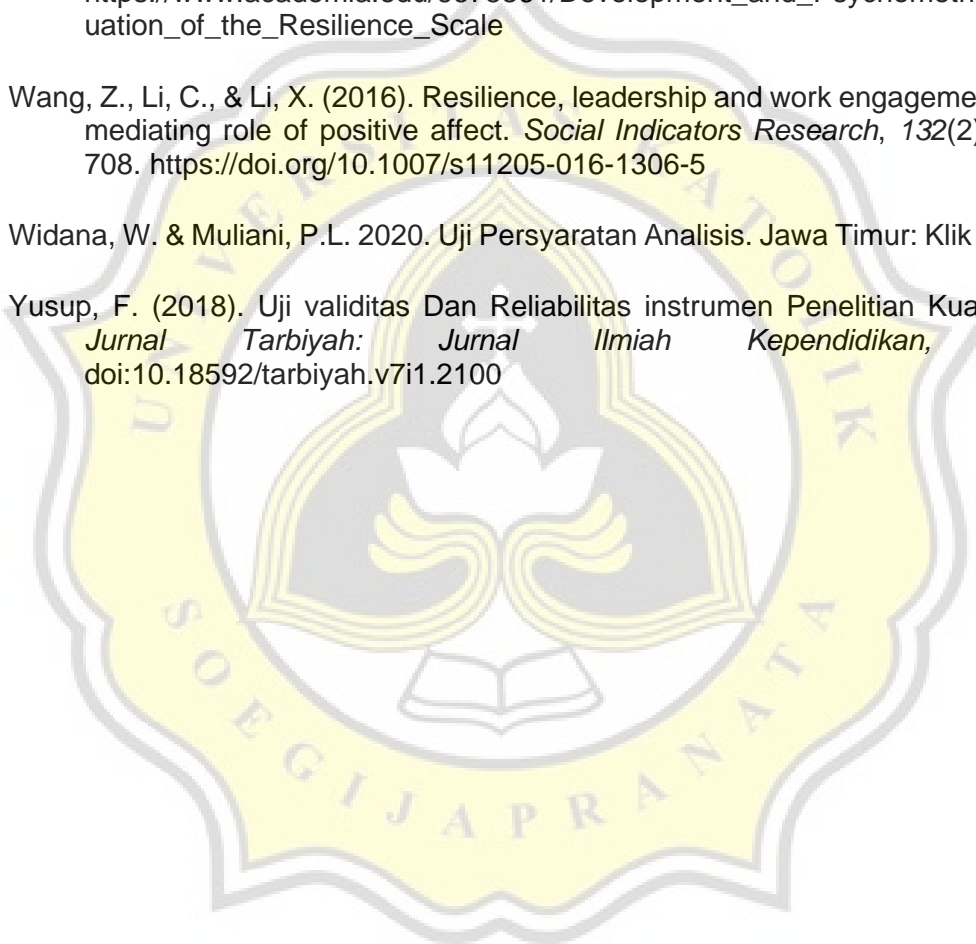 uation_of_the_Resilience_Scale
Wang, Z., Li, C., & Li, X. (2016). Resilience, leadership and work
mediating role of positive affect. Social Indicators Research, 132(2)
708. https://doi.org/10.1007/s11205-016-1306-5
Widana, W. & Muliani, P.L. 2020. Uji Persyaratan Analisis. Jawa Timur: Klik
Yusup, F. (2018). Uji validitas Dan Reliabilitas instrumen Penelitian
Jurnal Tarbiyah: Jurnal Ilmiah Kependidikan,
doi:10.18592/tarbiyah.v7i1.2100
UNIVERSITAS KATOLIK
SOEGIJAPRANATA